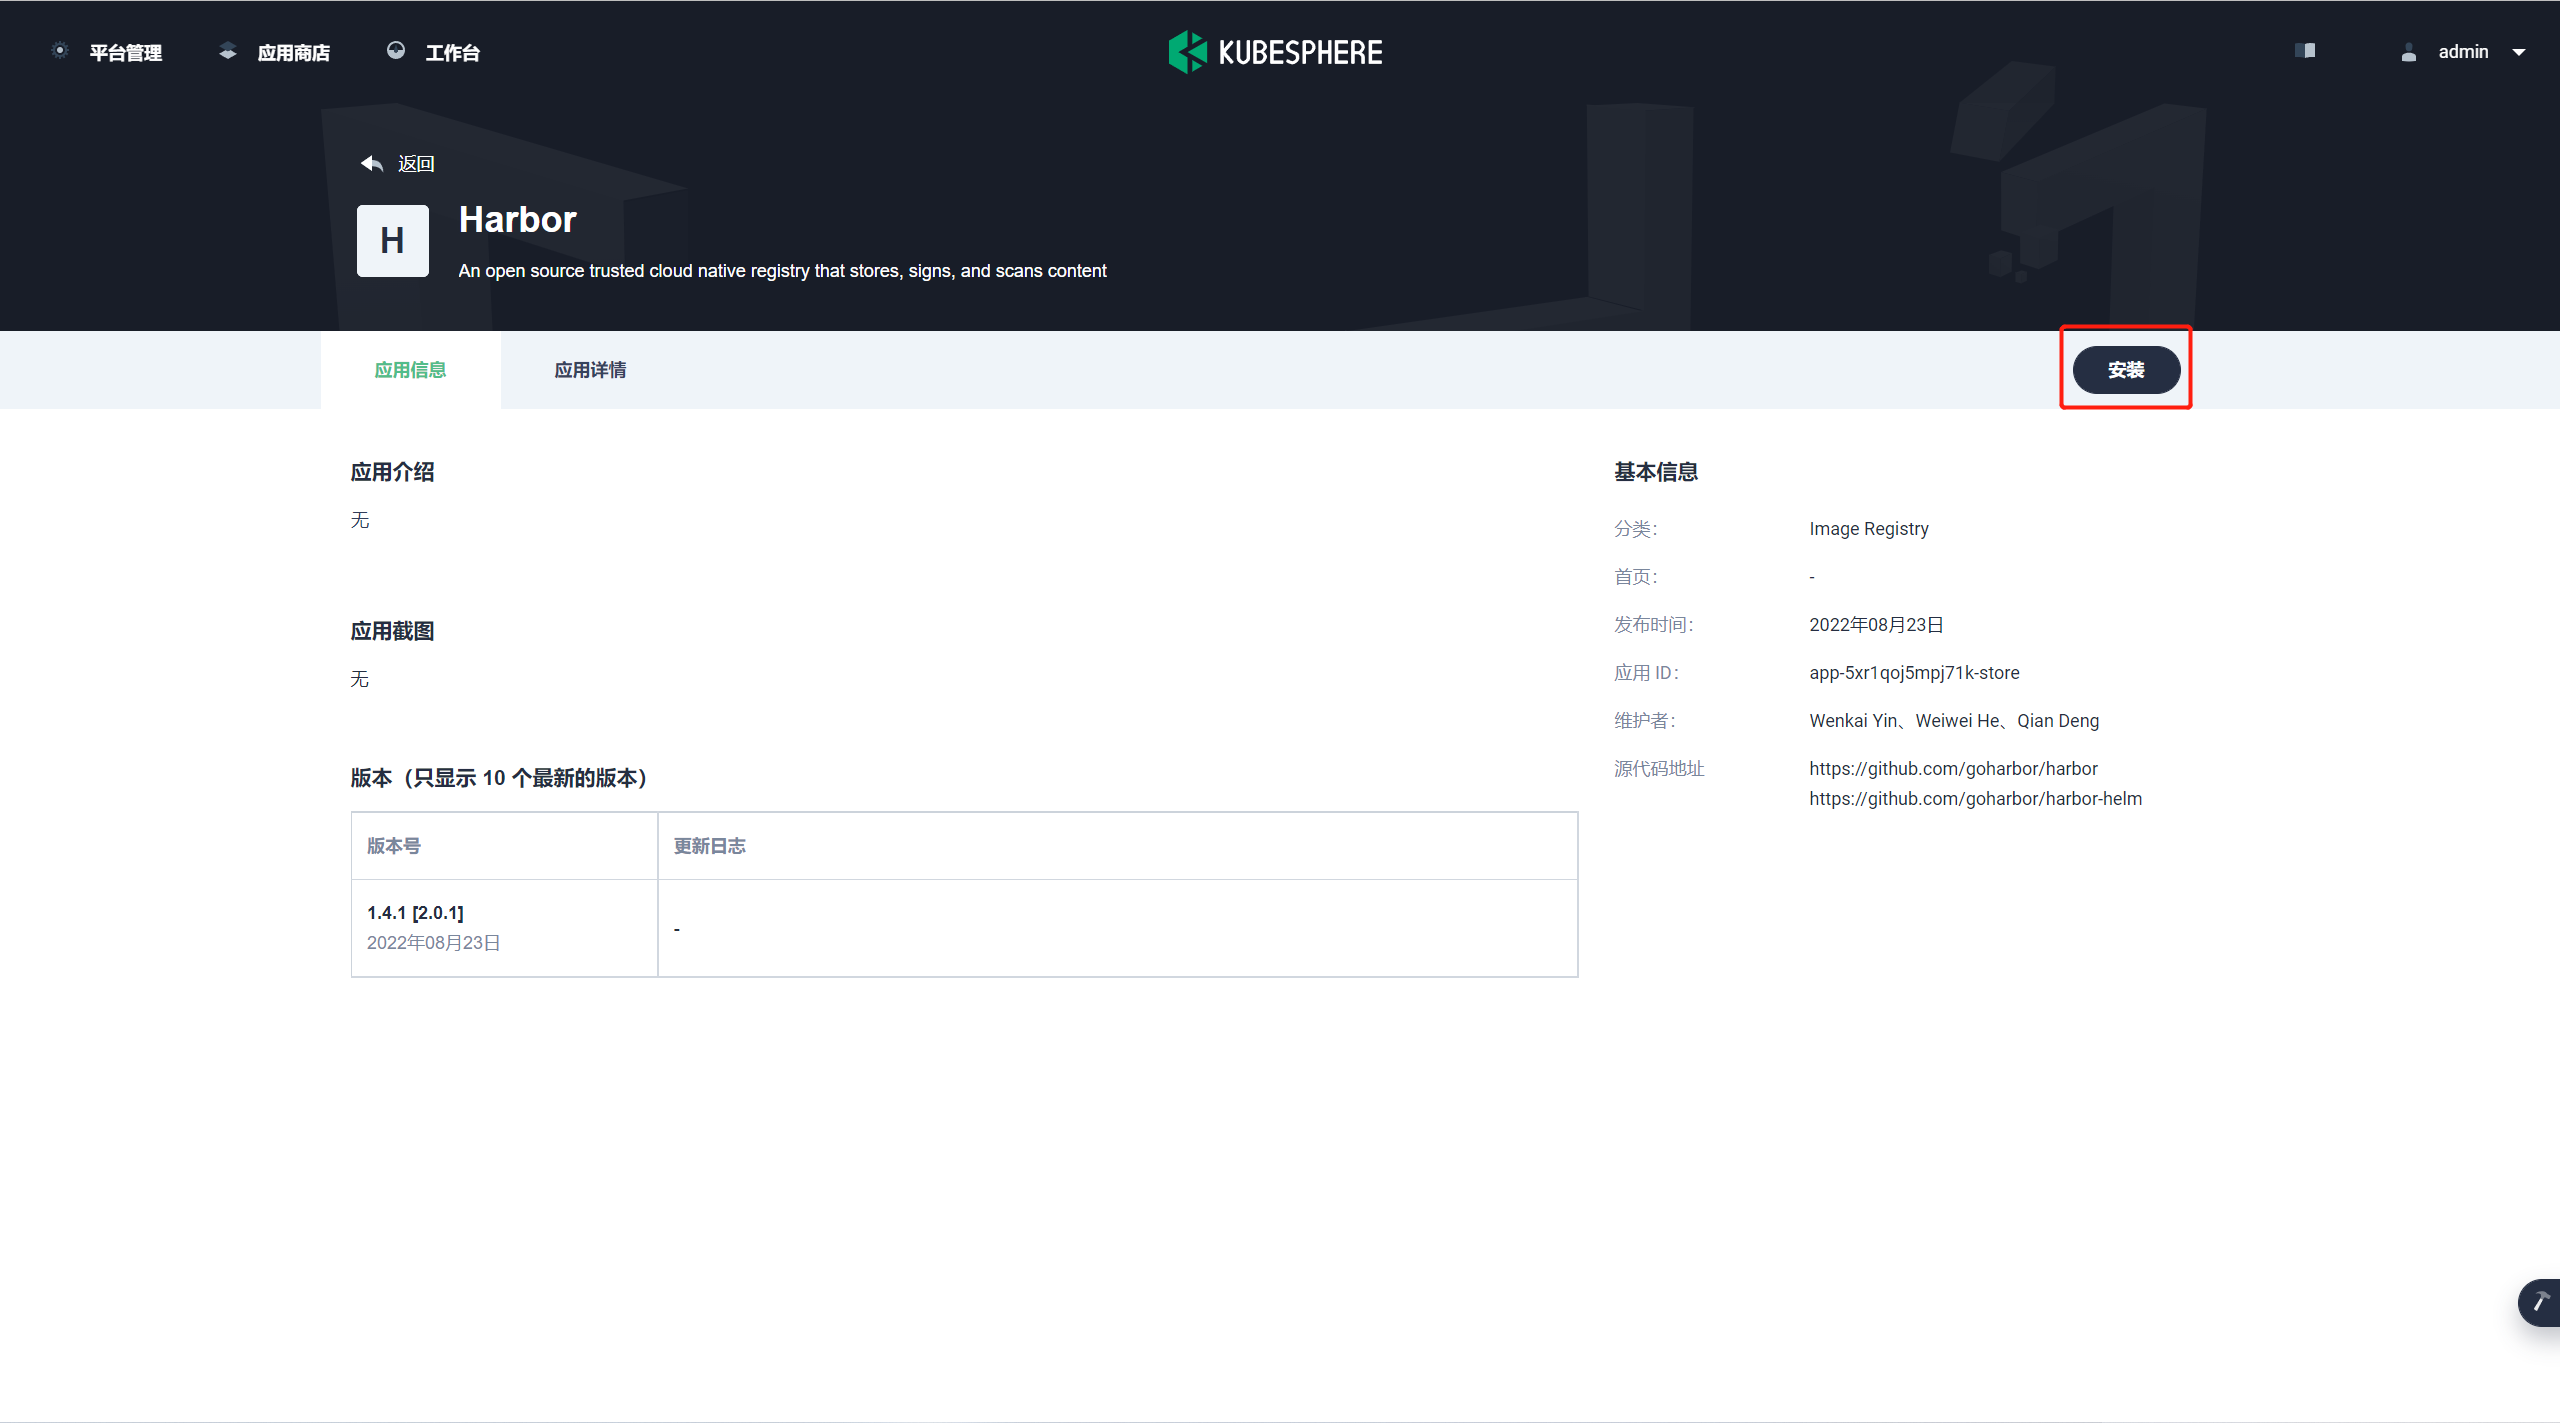 平台管理
应用商店
工作台
KUBESPHERE
admin
返回
H
Harbor
An open source trusted cloud native registry that stores, signs, and scans content
应用信息
应用详情
安装
应用介绍
无
应用截图
无
版本（只显示 10 个最新的版本）
版本号
更新日志
1.4.1 [2.0.1]
2022年08月23日
-
基本信息
分类：
Image Registry
首页：
-
发布时间：
2022年08月23日
应用 ID：
app-5xr1qoj5mpj71k-store
维护者：
Wenkai Yin、Weiwei He、Qian Deng
源代码地址
https://github.com/goharbor/harbor
https://github.com/goharbor/harbor-helm